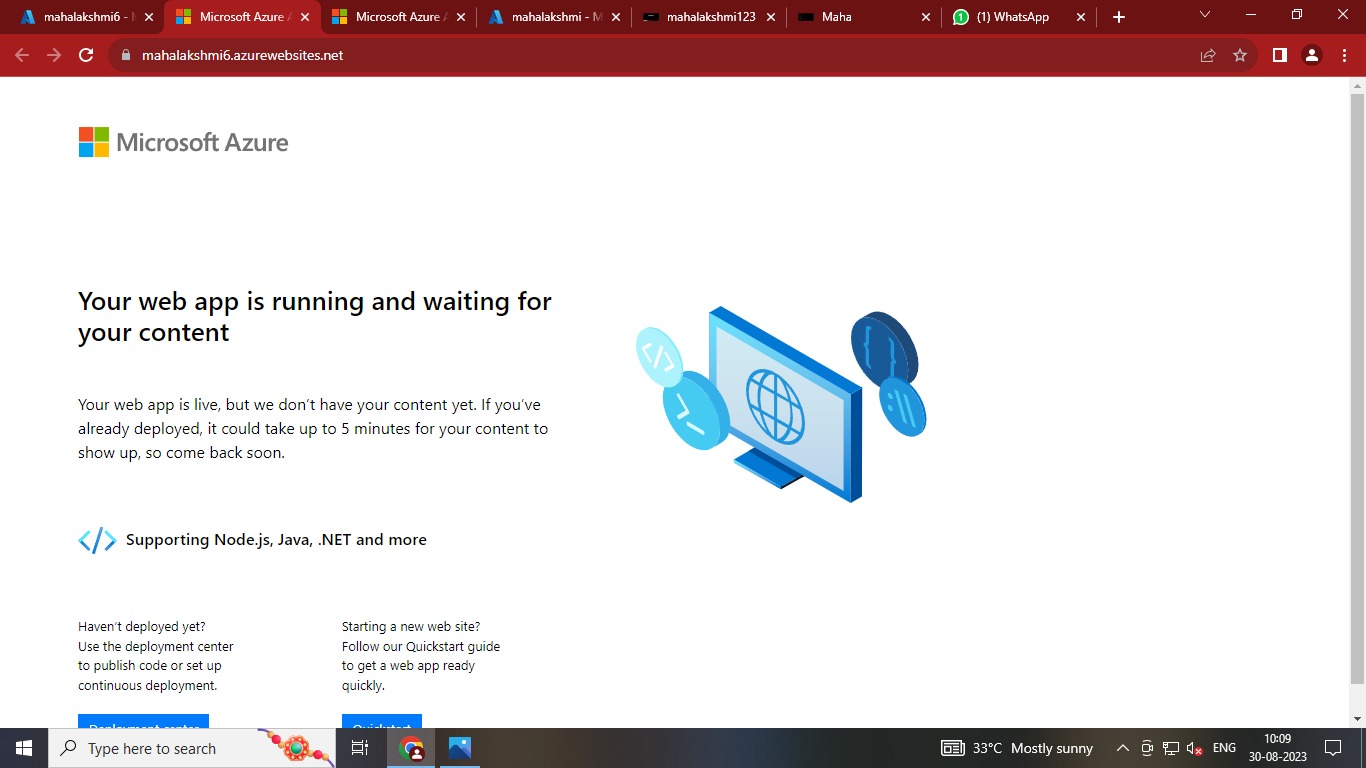 mahalakshmi6 - M
Microsoft Azure A
Microsoft Azure A
mahalakshmi - M
mahalakshmi123
Maha
(1) WhatsApp
mahalakshmi6.azurewebsites.net
Microsoft Azure
Your web app is running and waiting for
your content
Your web app is live, but we don’t have your content yet. If you’ve
already deployed, it could take up to 5 minutes for your content to
show up, so come back soon.
Supporting Node.js, Java, .NET and more
Haven’t deployed yet?
Use the deployment center
to publish code or set up
continuous deployment.
Deployment center
Starting a new web site?
Follow our Quickstart guide
to get a web app ready
quickly.
Quickstart
Type here to search
33°C Mostly sunny
ENG
10:09
30-08-2023